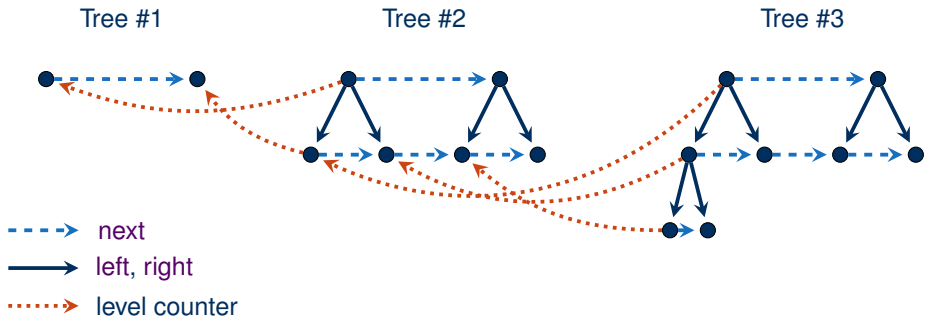 Tree #1
Tree #2
Tree #3
next
left, right
level counter